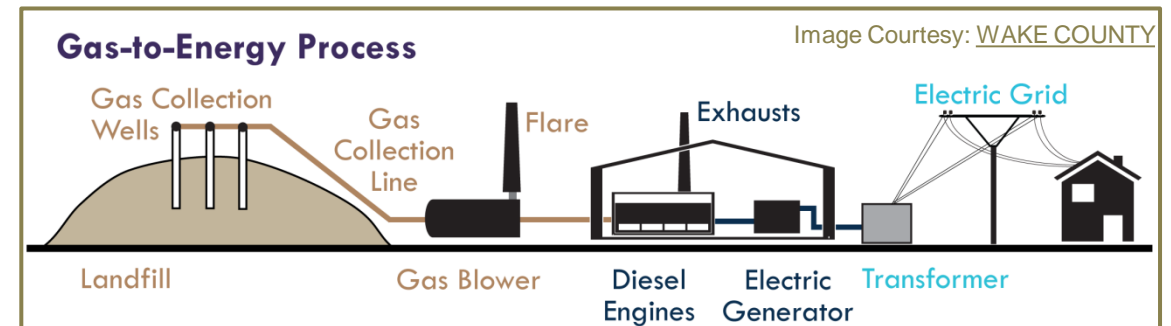 Gas-to-Energy Process
Image Courtesy: WAKE COUNTY
Gas Collection
Wells
Gas
Collection
Line
Flare
Exhausts
Electric Grid
Landfill
Gas Blower
Diesel
Engines
Electric
Generator
Transformer